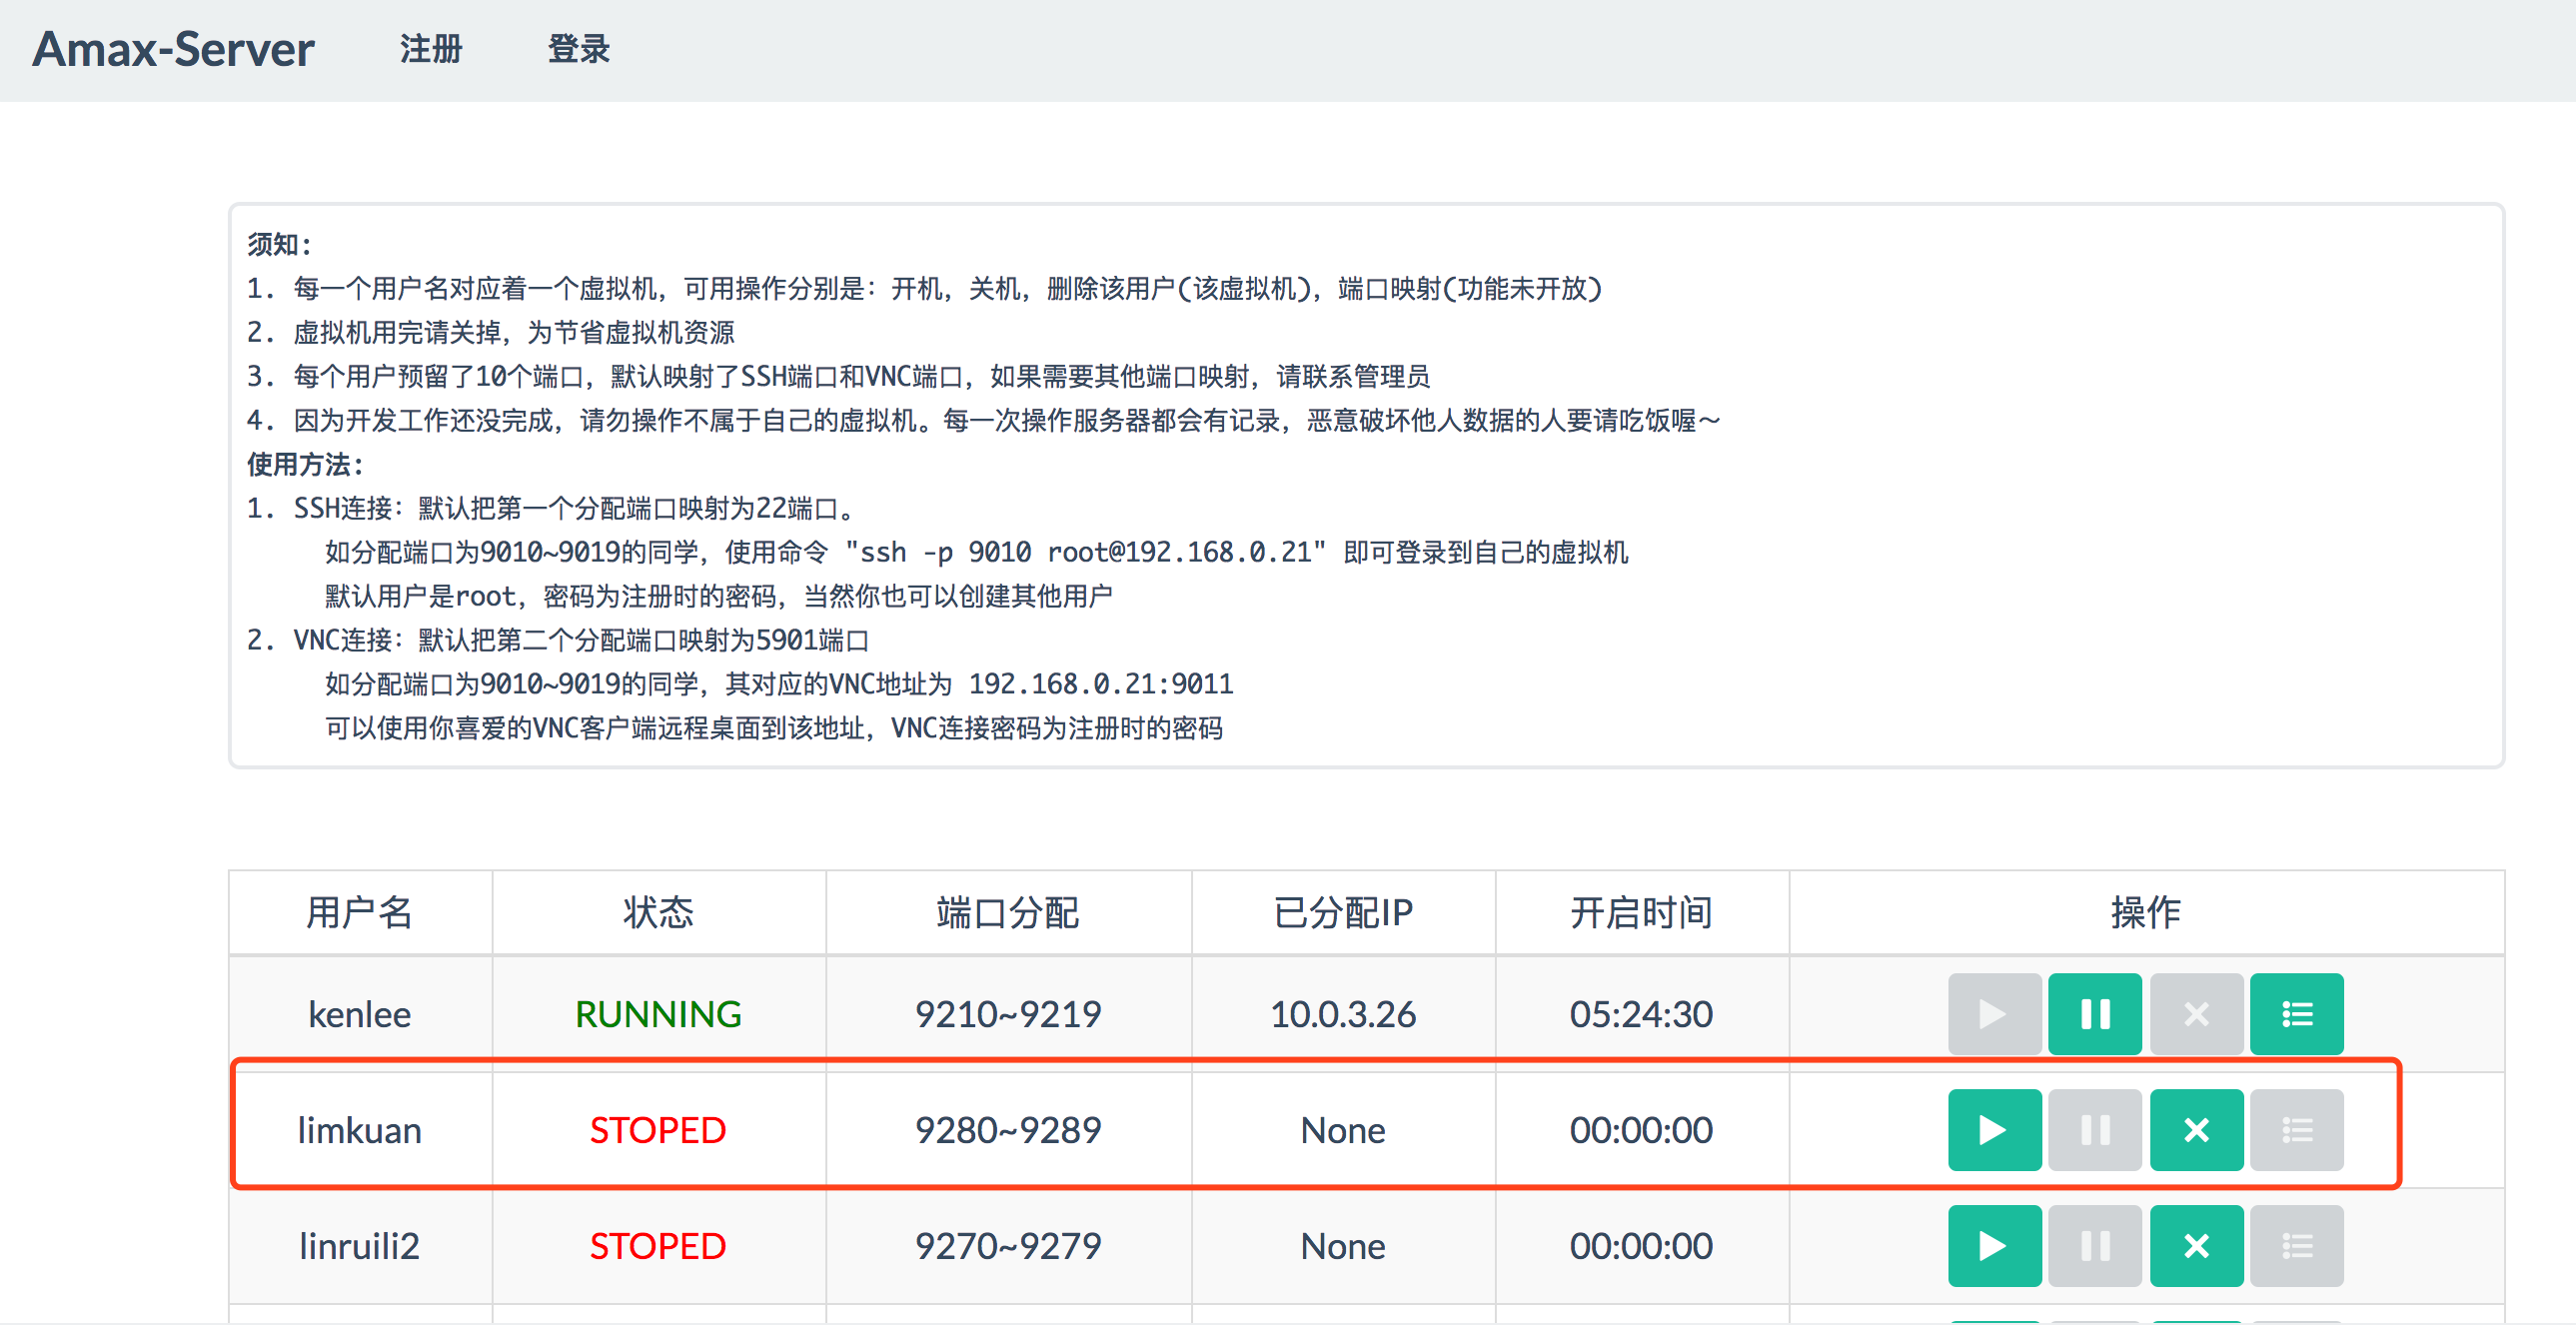 Amax-Server 注册 登录
须知：
1. 每一个用户名对应着一个虚拟机，可用操作分别是：开机，关机，删除该用户(该虚拟机)，端口映射(功能未开放)
2. 虚拟机用完请关掉，为节省虚拟机资源
3. 每个用户预留了10个端口，默认映射了SSH端口和VNC端口，如果需要其他端口映射，请联系管理员
4. 因为开发工作还没完成，请勿操作不属于自己的虚拟机。每一次操作服务器都会有记录，恶意破坏他人数据的人要请吃饭喔～
使用方法：
1. SSH连接：默认把第一个分配端口映射为22端口。
如分配端口为9010~9019的同学，使用命令 "ssh -p 9010 root@192.168.0.21" 即可登录到自己的虚拟机
默认用户是root，密码为注册时的密码，当然你也可以创建其他用户
2. VNC连接：默认把第二个分配端口映射为5901端口
如分配端口为9010~9019的同学，其对应的VNC地址为 192.168.0.21:9011
可以使用你喜爱的VNC客户端远程桌面到该地址，VNC连接密码为注册时的密码
用户名 状态 端口分配 已分配IP 开启时间 操作
kenlee RUNNING 9210~9219 10.0.3.26 05:24:30
limkuan STOPED 9280~9289 None 00:00:00
linruili2 STOPED 9270~9279 None 00:00:00